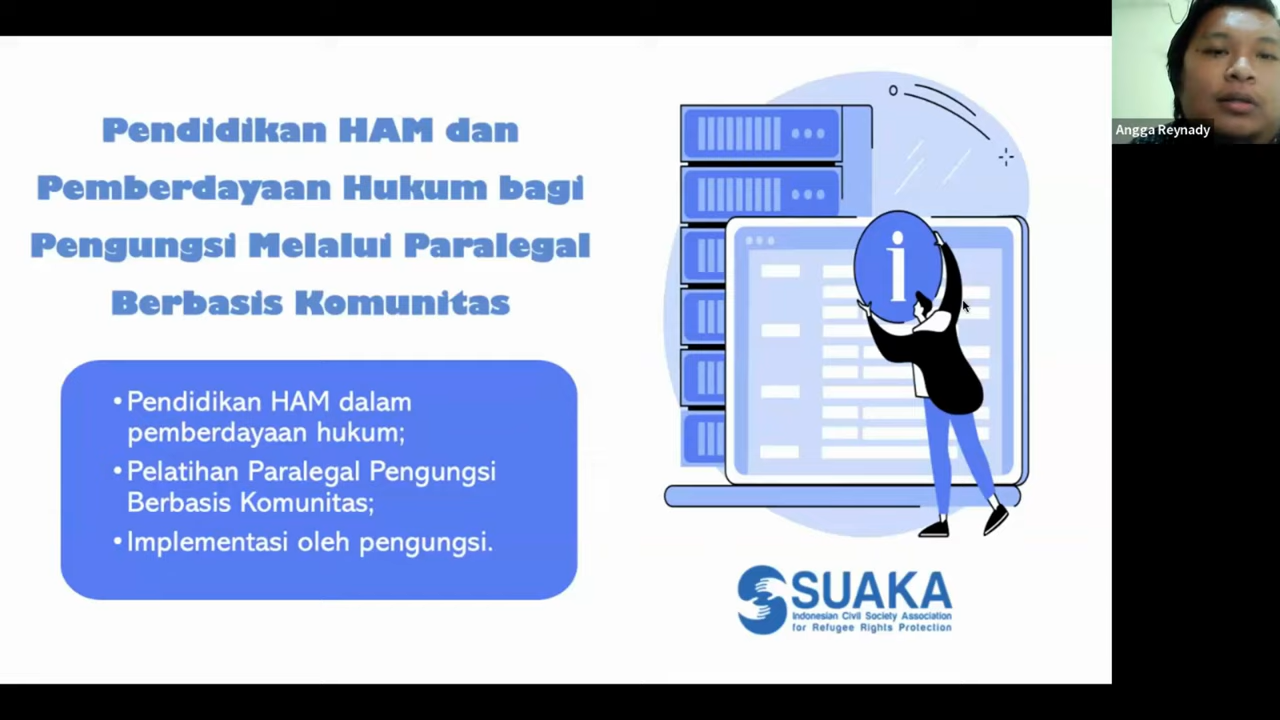 Pendidikan HAM dan
Pemberdayaan Hukum bagi
Pengungsi Melalui Paralegal
Berbasis Komunitas
• Pendidikan HAM dalam
pemberdayaan hukum;
• Pelatihan Paralegal Pengungsi
Berbasis Komunitas;
• Implementasi oleh pengungsi.
i
SUAKA
Indonesian Civil Society Association
for Refugee Rights Protection
Angga Reynady